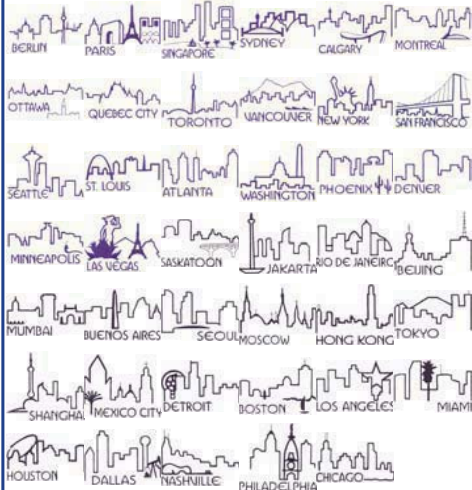 BERLIN
PARIS
SINGAPORE
SYDNEY
CALGARY
MONTREAL
OTTAWA
QUEBEC CITY
TORONTO
VANCOUVER
NEW YORK
SAN FRANCISCO
SEATTLE
ST. LOUIS
ATLANTA
WASHINGTON
PHOENIX
DENVER
MINNEAPOLIS
LAS VEGAS
SASKATOON
JAKARTA
RIO DE JANEIRO
BEIJING
MUMBAI
BUENOS AIRES
SEOUL
MOSCOW
HONG KONG
TOKYO
SHANGHAI
MEXICO CITY
DETROIT
BOSTON
LOS ANGELES
MIAMI
HOUSTON
DALLAS
NASHVILLE
PHILADELPHIA
CHICAGO